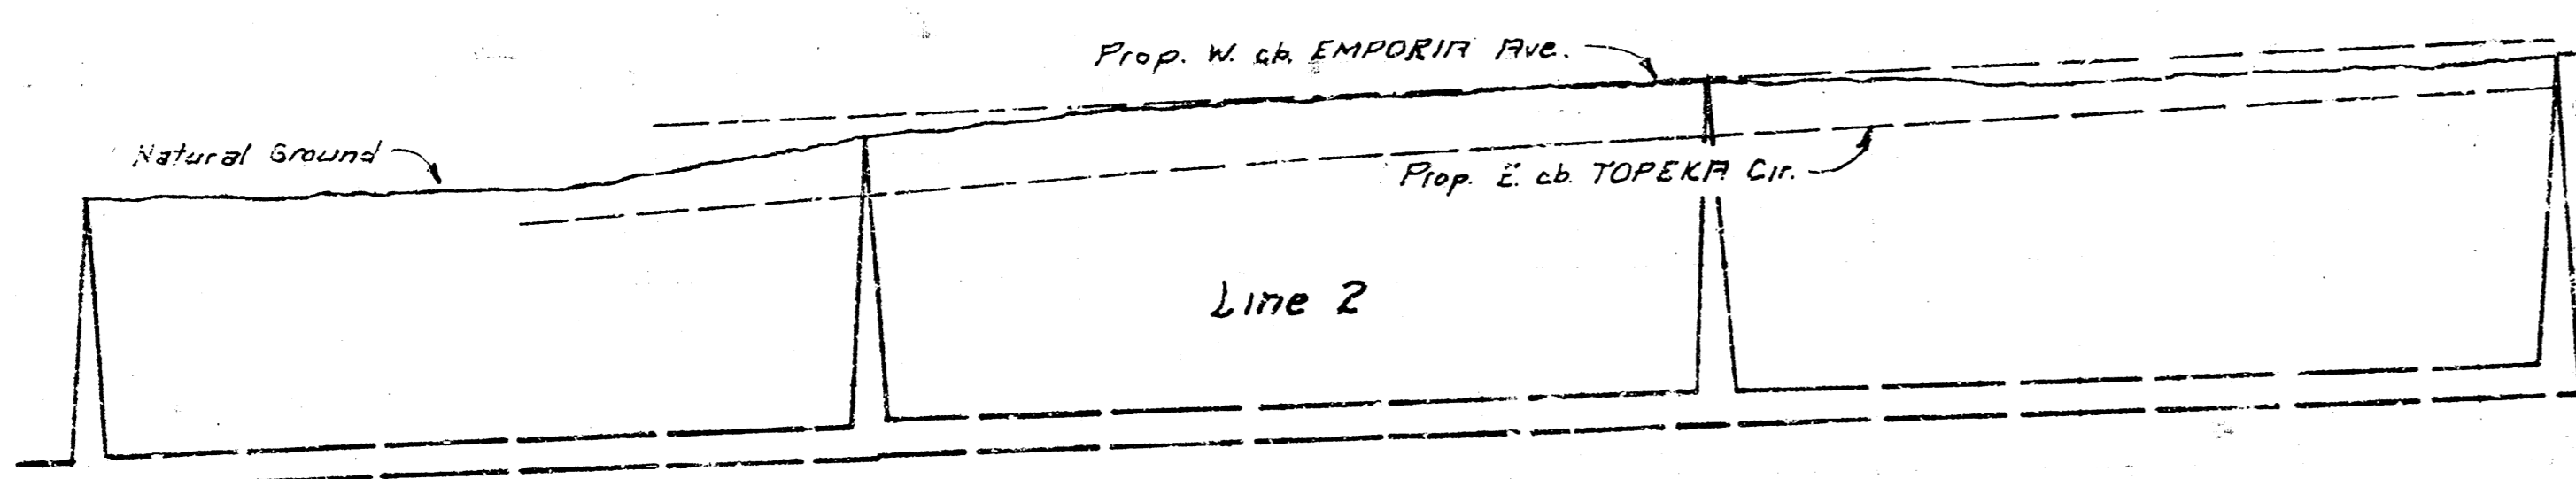 Prop. W. cb. EMPORIA Ave.
Natural Ground
Prop. E. cb. TOPEKA Cir.
Line 2